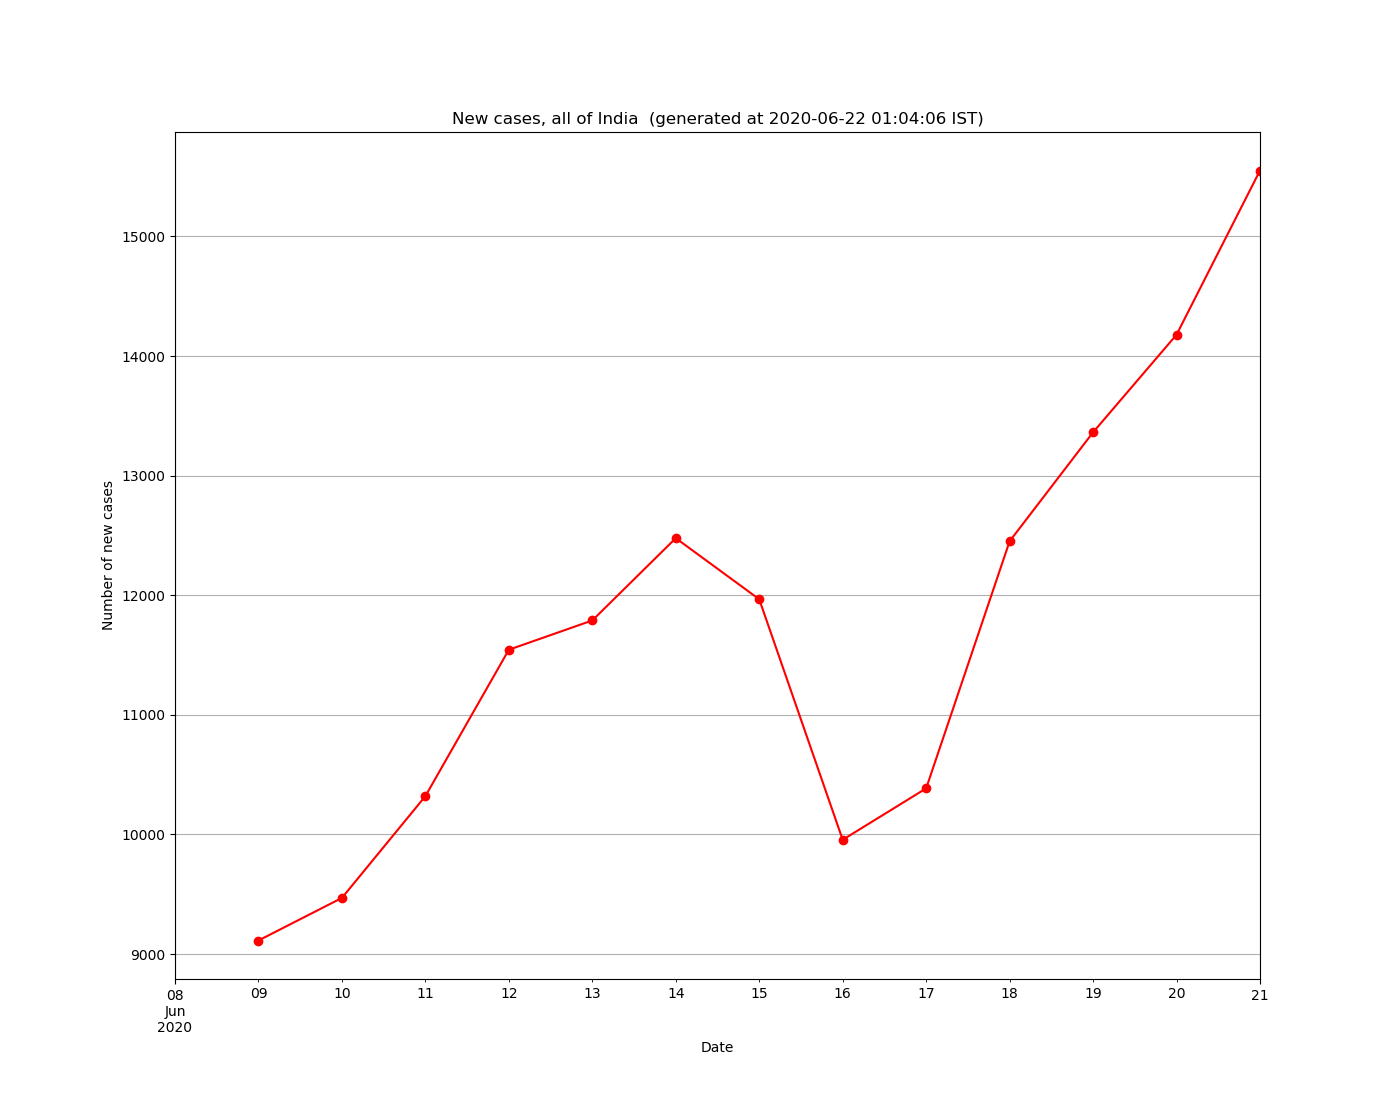 New cases, all of India  (generated at 2020-06-22 01:04:06 IST)
15000
14000
13000
12000
11000
10000
9000
Number of new cases
08 09 10 11 12 13 14 15 16 17 18 19 20 21
Jun
2020
Date